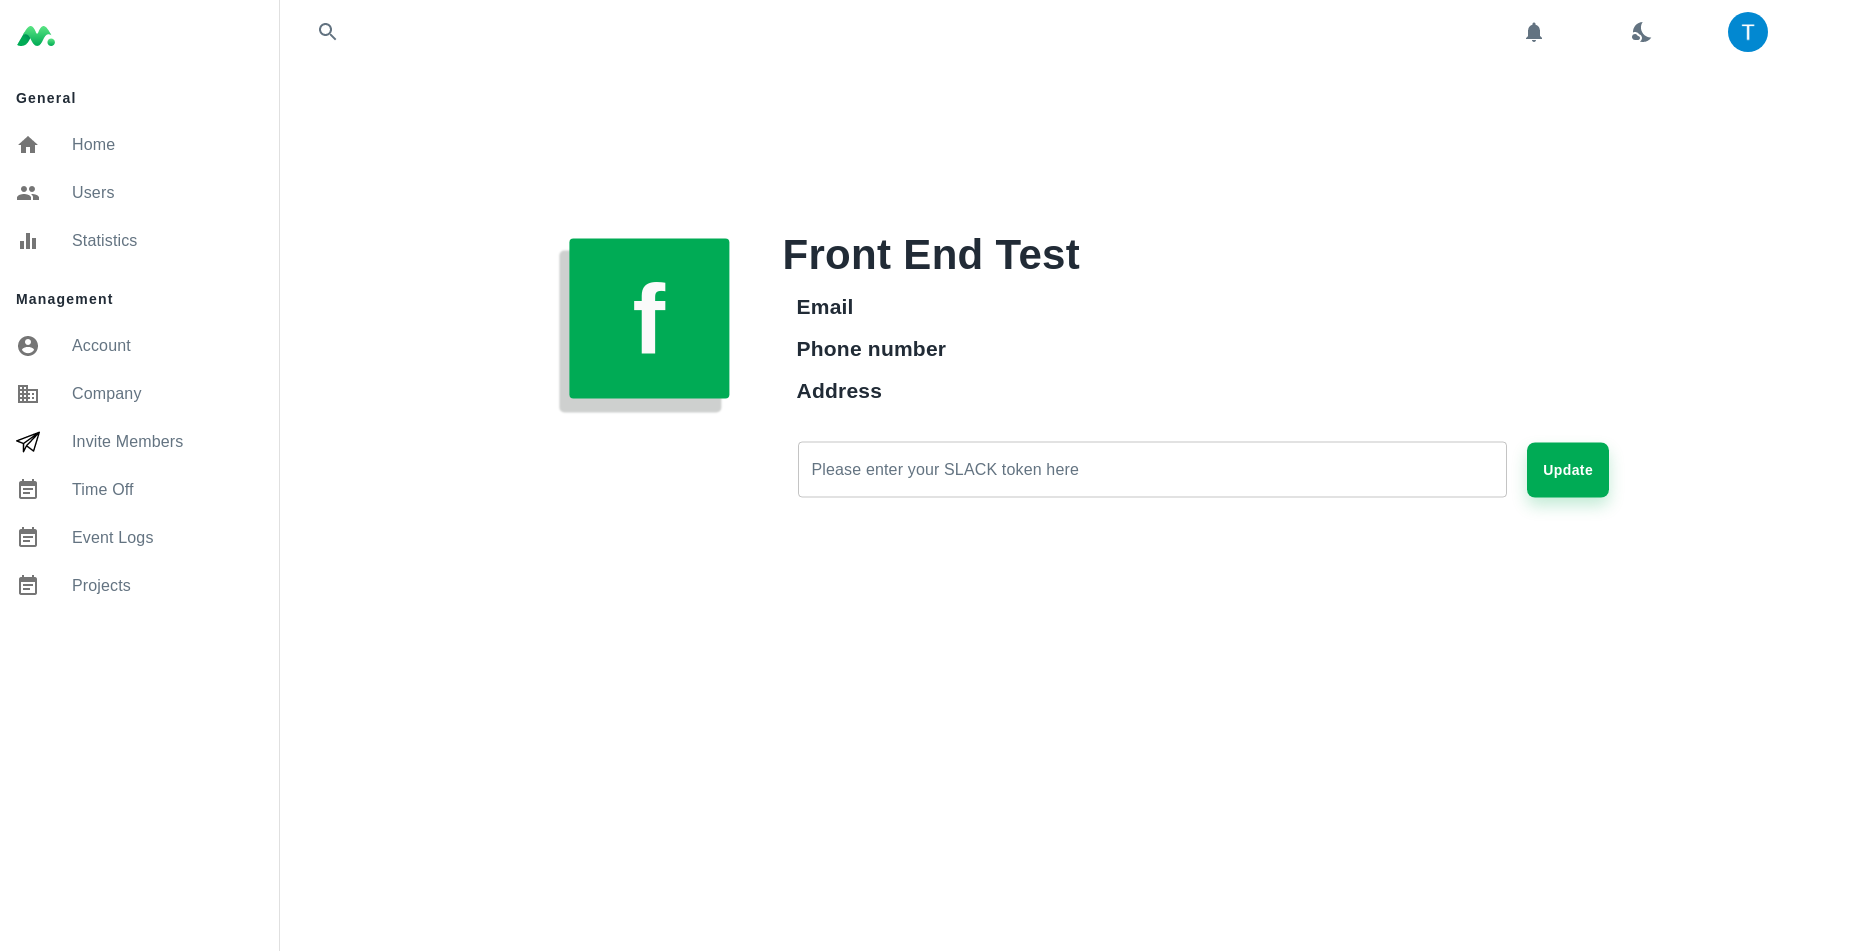 General
Home
Users
Statistics
Management
Account
Company
Invite Members
Time Off
Event Logs
Projects
T
f
Front End Test
Email
Phone number
Address
Please enter your SLACK token here
Update